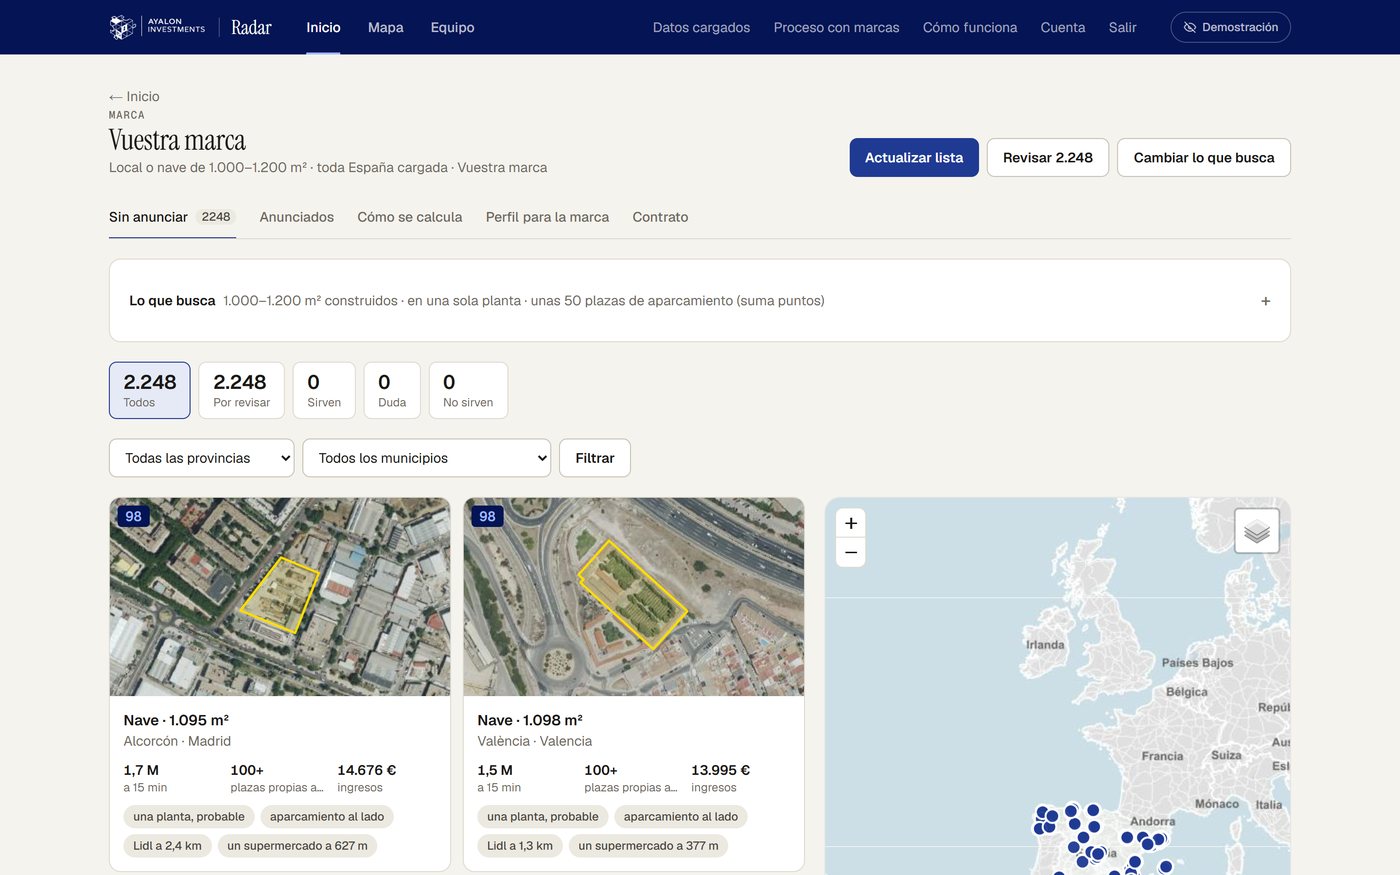 AYALON
INVESTMENTS
Radar
Inicio
Mapa
Equipo
Datos cargados
Proceso con marcas
Cómo funciona
Cuenta
Salir
Demostración
← Inicio
MARCA
Vuestra marca
Local o nave de 1.000–1.200 m² · toda España cargada · Vuestra marca
Actualizar lista
Revisar 2.248
Cambiar lo que busca
Sin anunciar 2248
Anunciados
Cómo se calcula
Perfil para la marca
Contrato
Lo que busca 1.000–1.200 m² construidos · en una sola planta · unas 50 plazas de aparcamiento (suma puntos)
+
2.248
Todos
2.248
Por revisar
0
Sirven
0
Duda
0
No sirven
Todas las provincias
Todos los municipios
Filtrar
98
Nave · 1.095 m²
Alcorcón · Madrid
1,7 M
a 15 min
100+
plazas propias a...
14.676 €
ingresos
una planta, probable
aparcamiento al lado
Lidl a 2,4 km
un supermercado a 627 m
98
Nave · 1.098 m²
València · Valencia
1,5 M
a 15 min
100+
plazas propias a...
13.995 €
ingresos
una planta, probable
aparcamiento al lado
Lidl a 1,3 km
un supermercado a 377 m
+
−
Irlanda
Países Bajos
Bélgica
Repúl
Francia
Suiza
Aus
Esl
Mónaco
Italia
Andorra